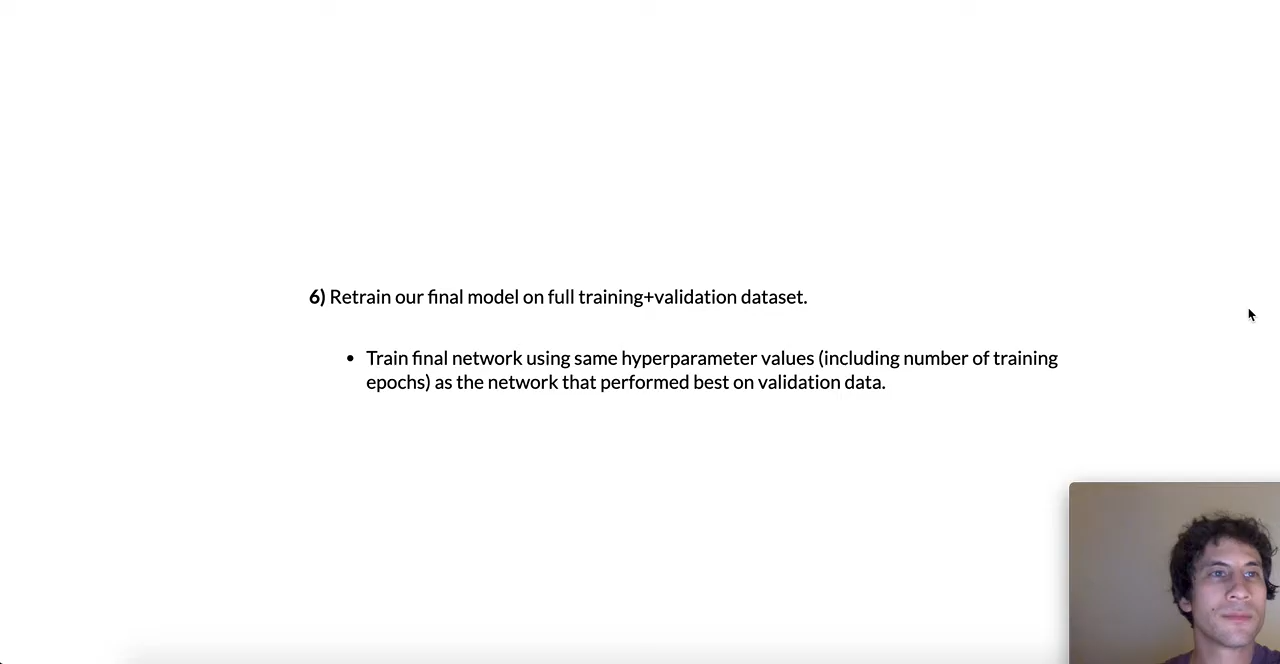 6) Retrain our final model on full training+validation dataset.
• Train final network using same hyperparameter values (including number of training
epochs) as the network that performed best on validation data.